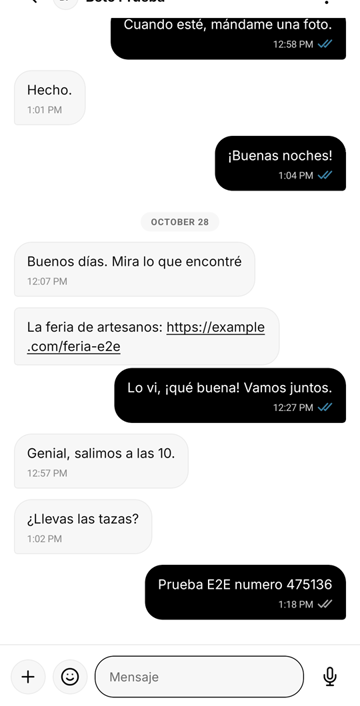 Cuando esté, mándame una foto.
12:58 PM
Hecho.
1:01 PM
¡Buenas noches!
1:04 PM
OCTOBER 28
Buenos días. Mira lo que encontré
12:07 PM
La feria de artesanos: https://example
.com/feria-e2e
Lo vi, ¡qué buena! Vamos juntos.
12:27 PM
Genial, salimos a las 10.
12:57 PM
¿Llevas las tazas?
1:02 PM
Prueba E2E numero 475136
1:18 PM
Mensaje